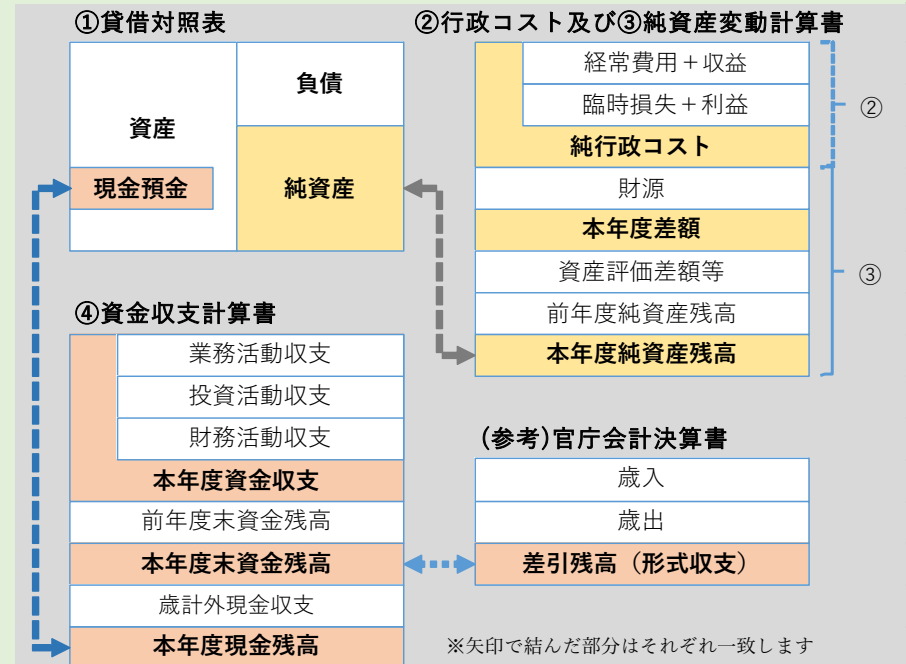 ①貸借対照表
資産
現金預金
負債
純資産
②行政コスト及び③純資産変動計算書
経常費用＋収益
臨時損失＋利益
純行政コスト
財源
本年度差額
資産評価差額等
前年度純資産残高
本年度純資産残高
②
③
④資金収支計算書
業務活動収支
投資活動収支
財務活動収支
本年度資金収支
前年度末資金残高
本年度末資金残高
歳計外現金収支
本年度現金残高
(参考)官庁会計決算書
歳入
歳出
差引残高（形式収支）
※矢印で結んだ部分はそれぞれ一致します